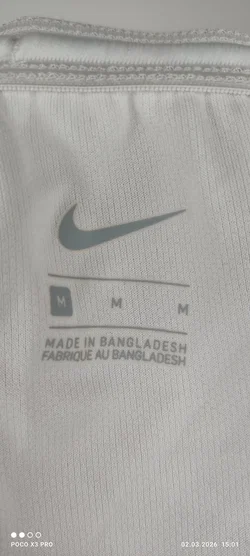 M M M
MADE IN BANGLADESH
FABRIQUE AU BANGLADESH
POCO X3 PRO
02.02.2026 15:01